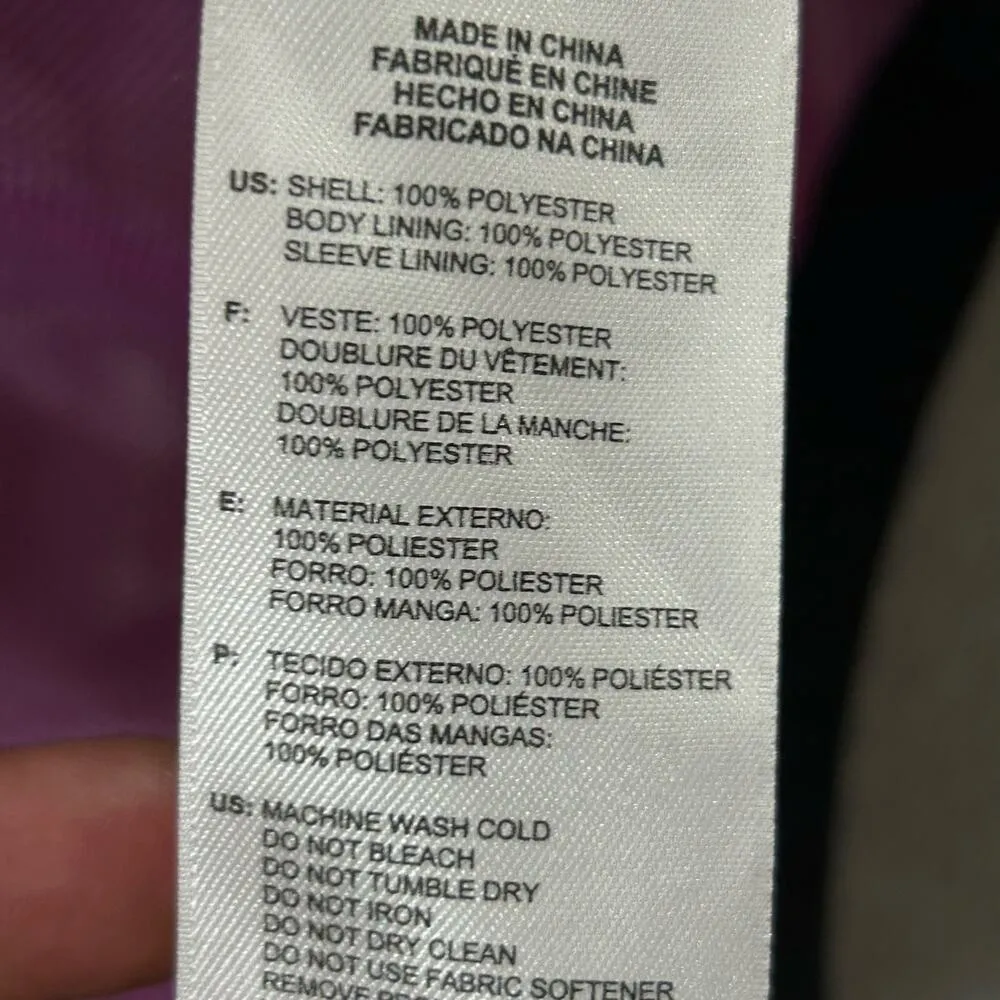 MADE IN CHINA
FABRIQUÉ EN CHINE
HECHO EN CHINA
FABRICADO NA CHINA
US: SHELL: 100% POLYESTER
BODY LINING: 100% POLYESTER
SLEEVE LINING: 100% POLYESTER
F: VESTE: 100% POLYESTER
DOUBLURE DU VÊTEMENT:
100% POLYESTER
DOUBLURE DE LA MANCHE:
100% POLYESTER
E: MATERIAL EXTERNO:
100% POLIESTER
FORRO: 100% POLIESTER
FORRO MANGA: 100% POLIESTER
P: TECIDO EXTERNO: 100% POLIÉSTER
FORRO: 100% POLIÉSTER
FORRO DAS MANGAS:
100% POLIÉSTER
US: MACHINE WASH COLD
DO NOT BLEACH
DO NOT TUMBLE DRY
DO NOT IRON
DO NOT DRY CLEAN
DO NOT USE FABRIC SOFTENER
REMOVE